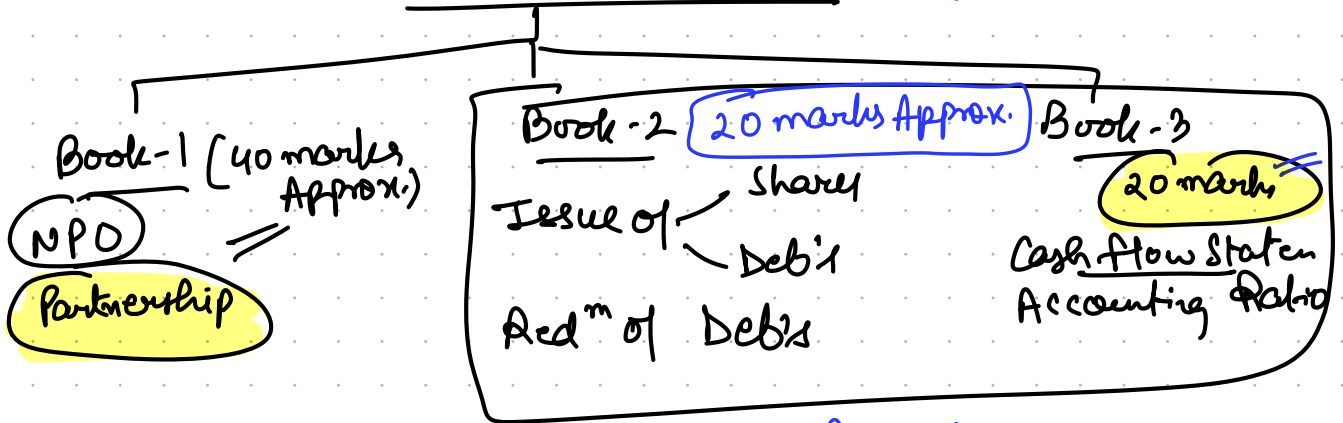 Book-1 (40 marks
Approx.)
NPO
Partnership
Book-2 20 marks Approx.
Issue of
Shares
Deb's
Redᵐ of Deb's
Book-3
20 marks
Cash flow Staten
Accounting Ratio